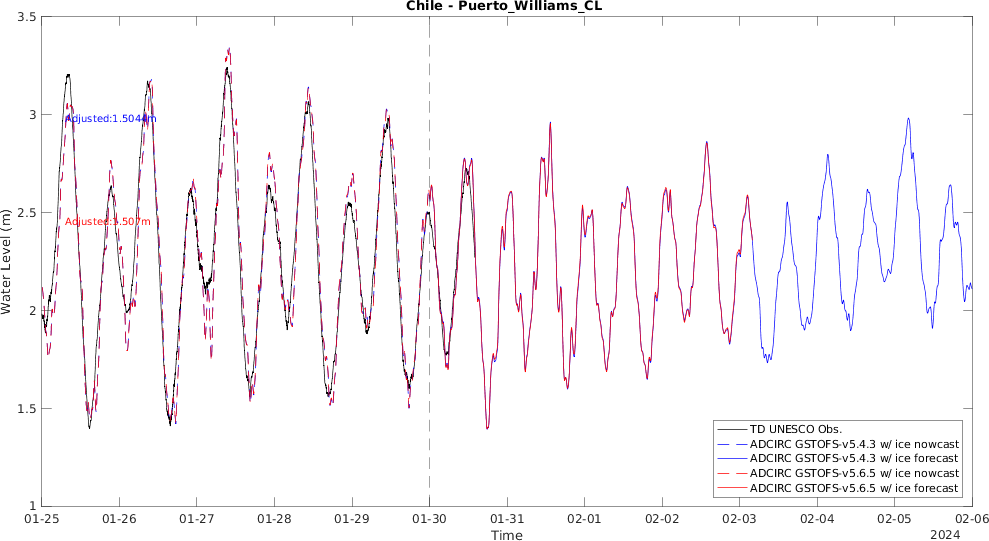 Chile - Puerto_Williams_CL
3.5
3
2.5
2
1.5
1
Water Level (m)
Adjusted:1.5044m
Adjusted:1.507m
TD UNESCO Obs.
ADCIRC GSTOFS-v5.4.3 w/ ice nowcast
ADCIRC GSTOFS-v5.4.3 w/ ice forecast
ADCIRC GSTOFS-v5.6.5 w/ ice nowcast
ADCIRC GSTOFS-v5.6.5 w/ ice forecast
01-25 01-26 01-27 01-28 01-29 01-30 01-31 02-01 02-02 02-03 02-04 02-05 02-06
Time
2024